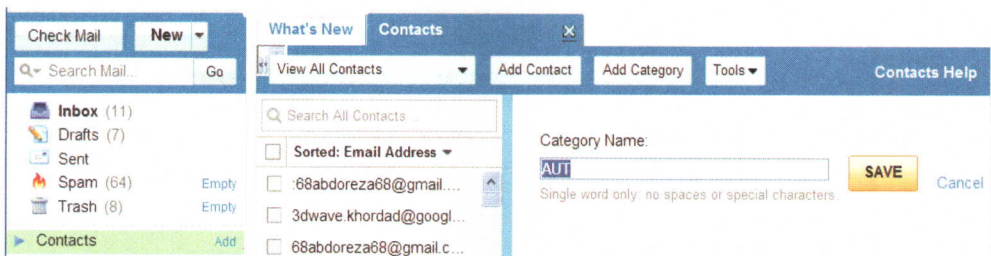 Check Mail New
Search Mail... Go
Inbox (11)
Drafts (7)
Sent
Spam (64) Empty
Trash (8) Empty
Contacts Add
What's New Contacts
View All Contacts Add Contact Add Category Tools Contacts Help
Search All Contacts...
Sorted: Email Address
:68abdoreza68@gmail....
3dwave.khordad@googl...
68abdoreza68@gmail.c...
Category Name:
AUT SAVE Cancel
Single word only: no spaces or special characters